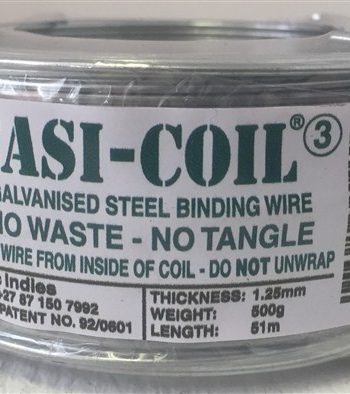 ASI-COIL® 3
GALVANISED STEEL BINDING WIRE
NO WASTE - NO TANGLE
WIRE FROM INSIDE OF COIL - DO NOT UNWRAP
Indies
27 87 150 7992
PATENT NO. 92/0601
THICKNESS: 1.25mm
WEIGHT: 500g
LENGTH: 51m